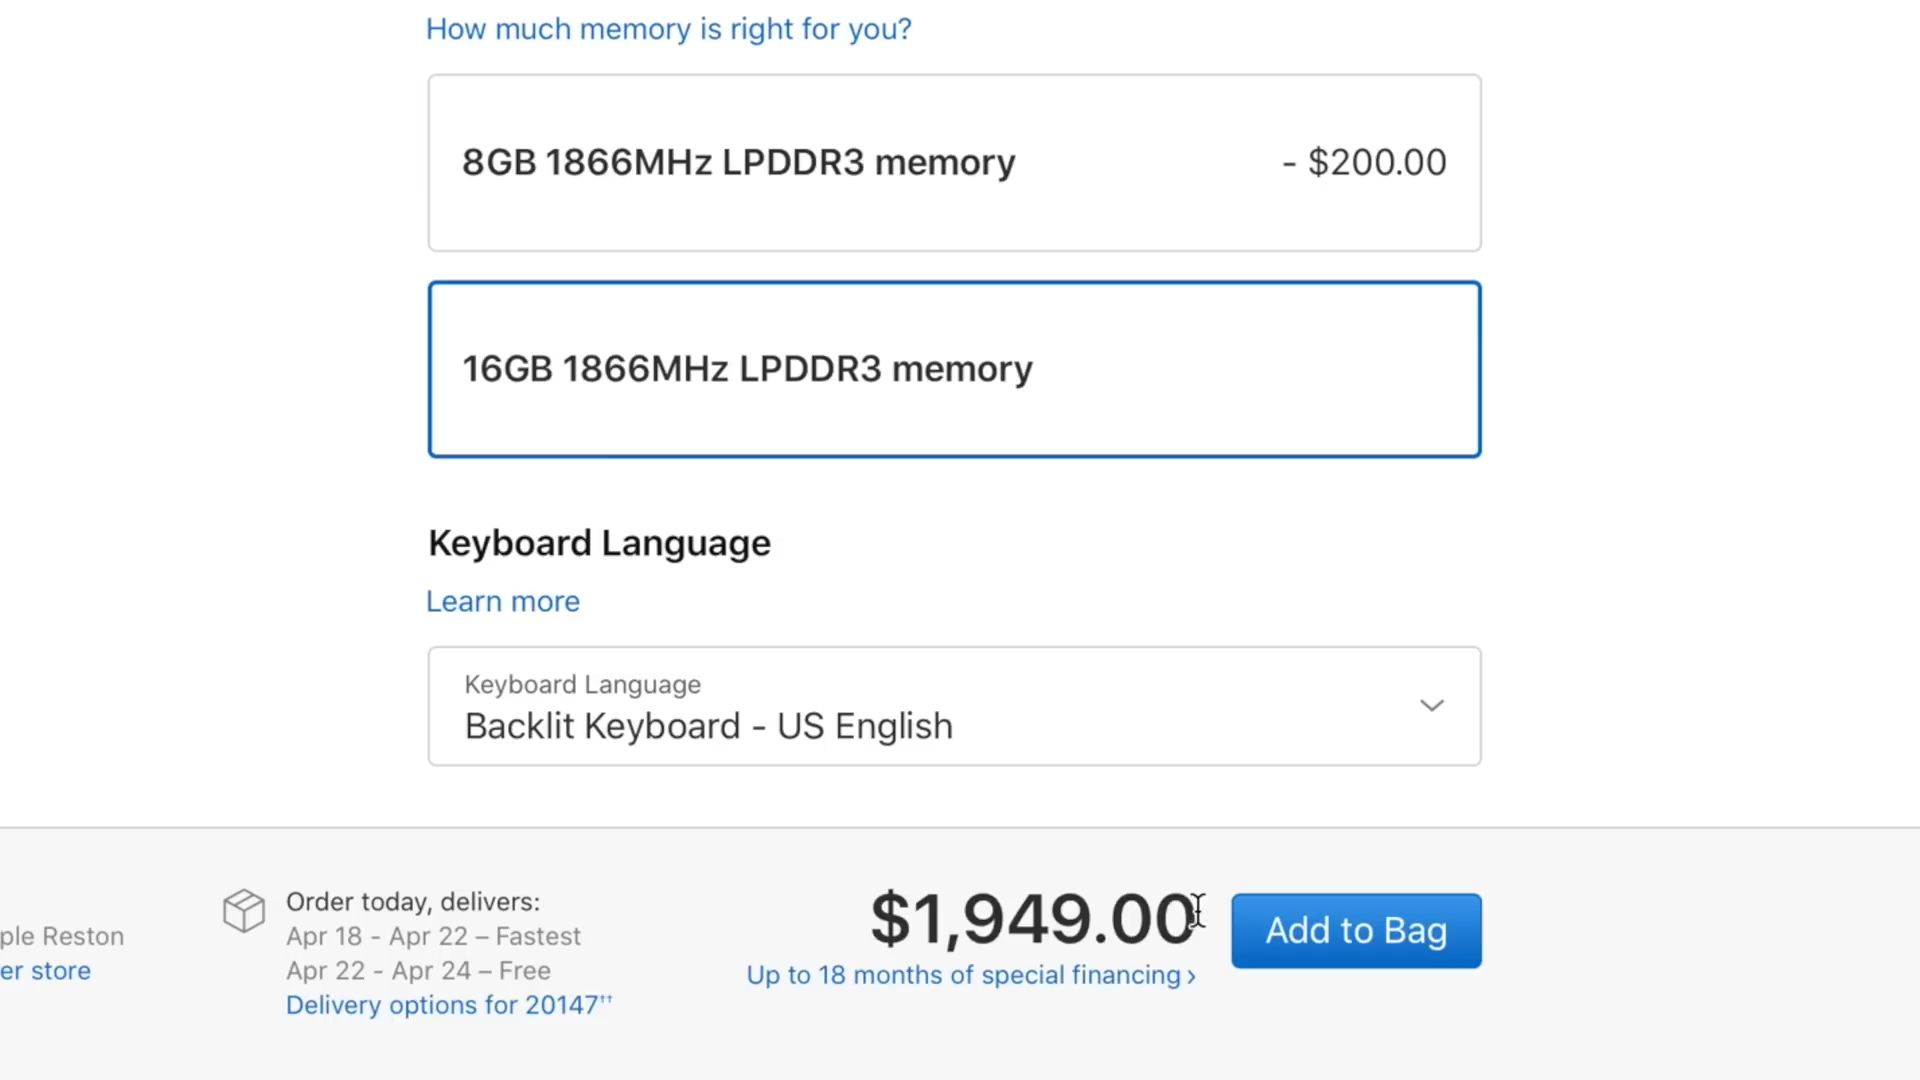 How much memory is right for you?
8GB 1866MHz LPDDR3 memory - $200.00
16GB 1866MHz LPDDR3 memory
Keyboard Language
Learn more
Keyboard Language
Backlit Keyboard - US English
ple Reston
er store
Order today, delivers:
Apr 18 - Apr 22 – Fastest
Apr 22 - Apr 24 – Free
Delivery options for 20147††
$1,949.00
Up to 18 months of special financing ›
Add to Bag